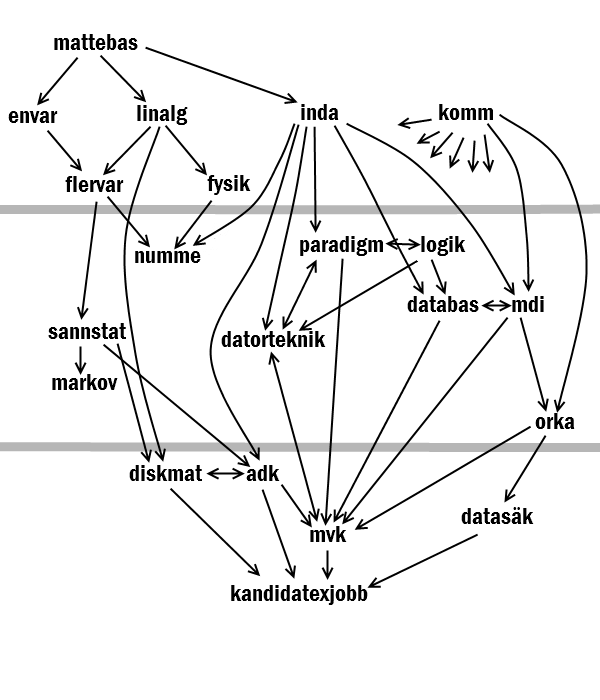 mattebas
envar
linalg
inda
komm
flervar
fysik
numme
paradigm
logik
databas
mdi
sannstat
datorteknik
markov
orka
diskmat
adk
mvk
datasäk
kandidatexjobb